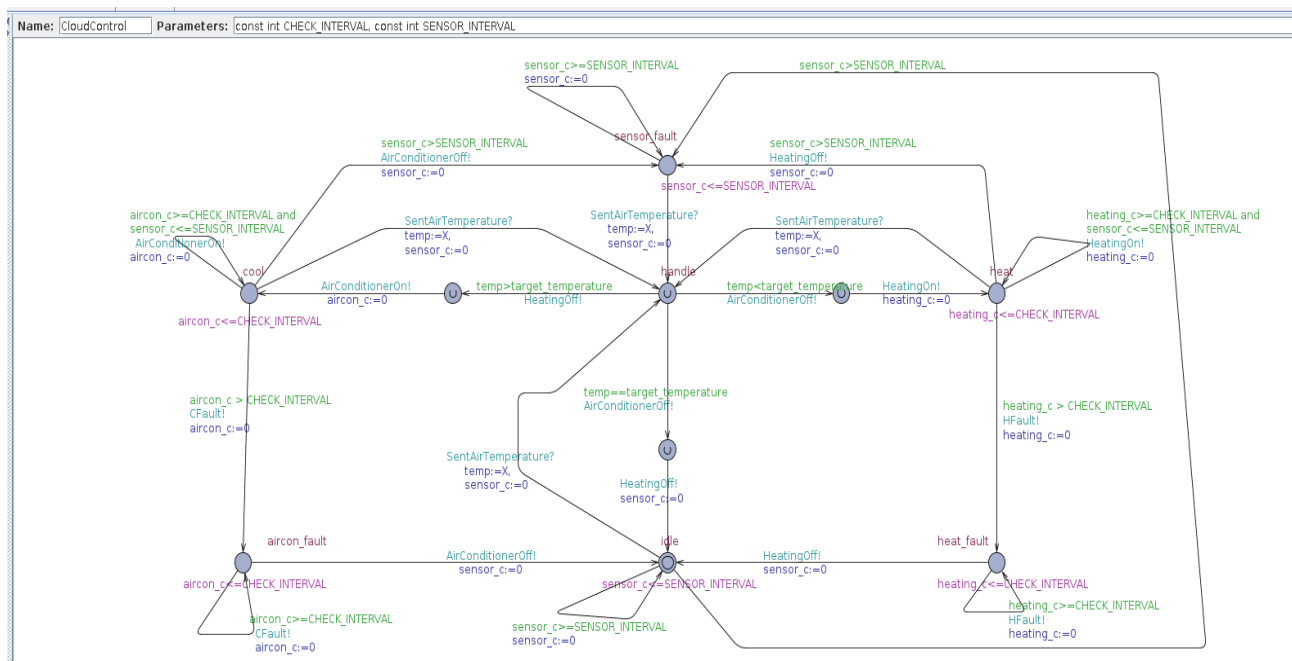 Name: CloudControl Parameters: const int CHECK_INTERVAL, const int SENSOR_INTERVAL
sensor_c>=SENSOR_INTERVAL
sensor_c:=0
sensor_c>SENSOR_INTERVAL
sensor_fault
sensor_c<=SENSOR_INTERVAL
sensor_c>SENSOR_INTERVAL
AirConditionerOff!
sensor_c:=0
sensor_c>SENSOR_INTERVAL
HeatingOff!
sensor_c:=0
aircon_c>=CHECK_INTERVAL and
sensor_c<=SENSOR_INTERVAL
AirConditionerOn!
aircon_c:=0
SentAirTemperature?
temp:=X,
sensor_c:=0
SentAirTemperature?
temp:=X,
sensor_c:=0
SentAirTemperature?
temp:=X,
sensor_c:=0
heating_c>=CHECK_INTERVAL and
sensor_c<=SENSOR_INTERVAL
HeatingOn!
heating_c:=0
cool
handle
heat
AirConditionerOn!
aircon_c:=0
U
temp>target_temperature
HeatingOff!
U
temp<target_temperature
AirConditionerOff!
U
HeatingOn!
heating_c:=0
aircon_c<=CHECK_INTERVAL
heating_c<=CHECK_INTERVAL
aircon_c > CHECK_INTERVAL
CFault!
aircon_c:=0
temp==target_temperature
AirConditionerOff!
heating_c > CHECK_INTERVAL
HFault!
heating_c:=0
U
SentAirTemperature?
temp:=X,
sensor_c:=0
HeatingOff!
sensor_c:=0
aircon_fault
idle
heat_fault
AirConditionerOff!
sensor_c:=0
HeatingOff!
sensor_c:=0
aircon_c<=CHECK_INTERVAL
sensor_c<=SENSOR_INTERVAL
heating_c<=CHECK_INTERVAL
aircon_c>=CHECK_INTERVAL
CFault!
aircon_c:=0
sensor_c>=SENSOR_INTERVAL
sensor_c:=0
heating_c>=CHECK_INTERVAL
HFault!
heating_c:=0